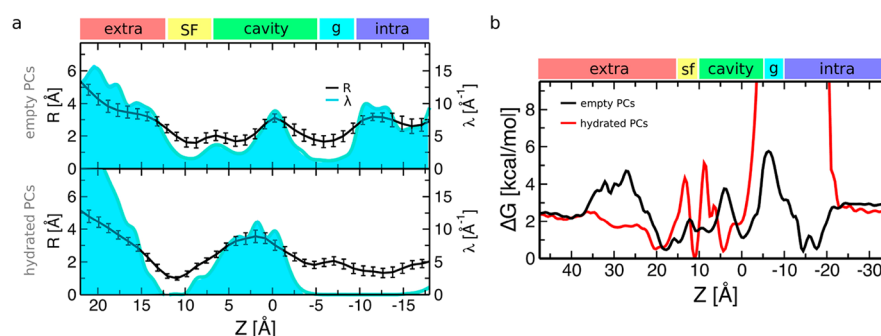 a
extra SF cavity g intra
empty PCs
R [Å]
6
4
2
0
R
λ
15
10
5
0
λ [Å⁻¹]
hydrated PCs
R [Å]
6
4
2
0
15
10
5
0
λ [Å⁻¹]
20 15 10 5 0 -5 -10 -15
Z [Å]
b
extra sf cavity g intra
empty PCs
hydrated PCs
ΔG [kcal/mol]
8
6
4
2
0
40 30 20 10 0 -10 -20 -30
Z [Å]